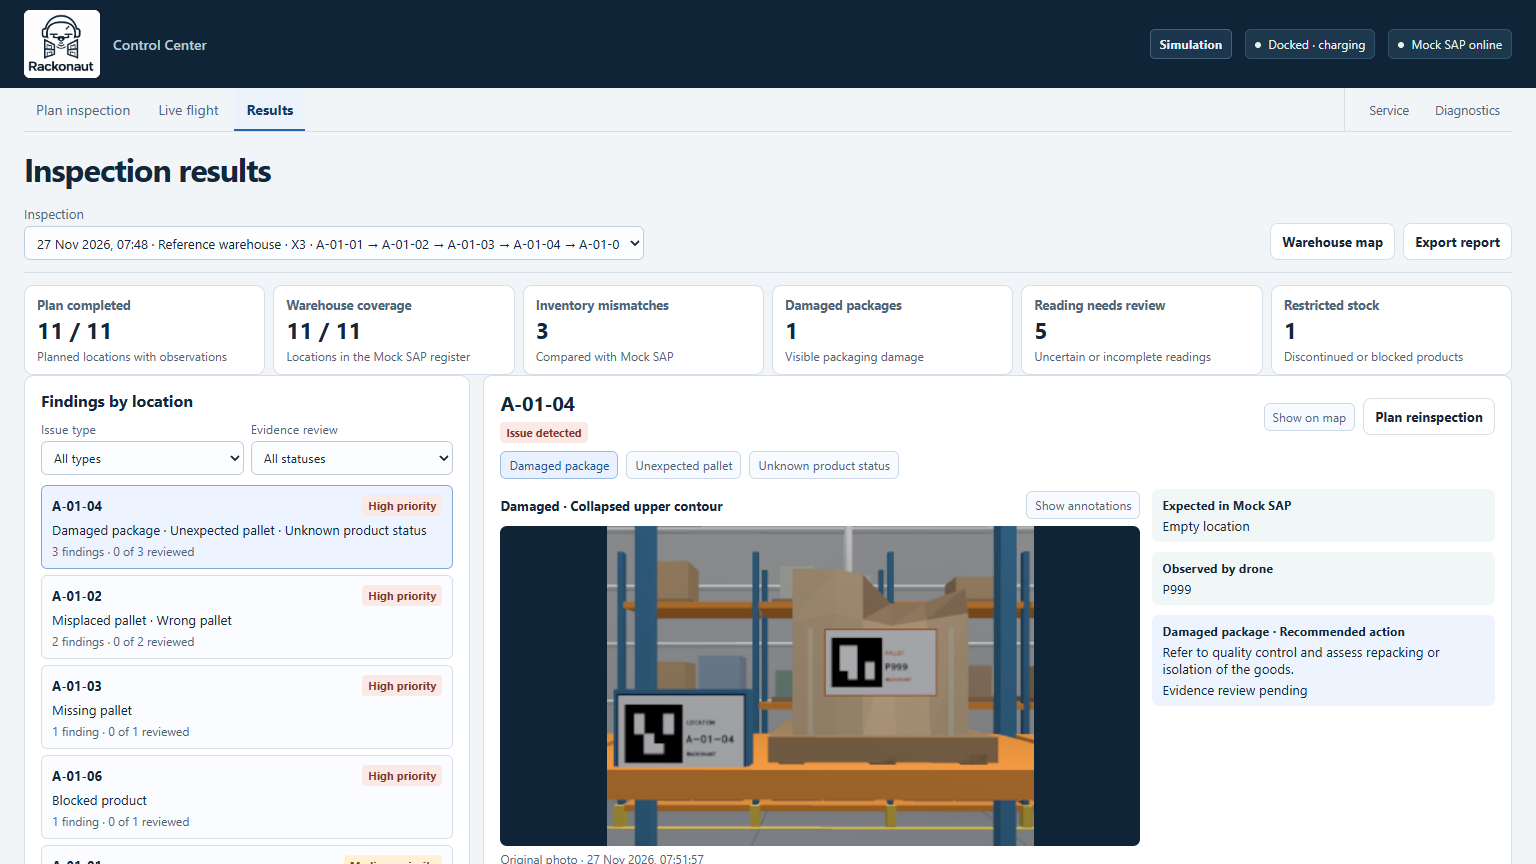 Rackonaut
Control Center
Simulation
Docked · charging
Mock SAP online
Plan inspection
Live flight
Results
Service
Diagnostics
Inspection results
Inspection
27 Nov 2026, 07:48 · Reference warehouse · X3 · A-01-01 → A-01-02 → A-01-03 → A-01-04 → A-01-0
Warehouse map
Export report
Plan completed
11 / 11
Planned locations with observations
Warehouse coverage
11 / 11
Locations in the Mock SAP register
Inventory mismatches
3
Compared with Mock SAP
Damaged packages
1
Visible packaging damage
Reading needs review
5
Uncertain or incomplete readings
Restricted stock
1
Discontinued or blocked products
Findings by location
Issue type
Evidence review
All types
All statuses
A-01-04
High priority
Damaged package · Unexpected pallet · Unknown product status
3 findings · 0 of 3 reviewed
A-01-02
High priority
Misplaced pallet · Wrong pallet
2 findings · 0 of 2 reviewed
A-01-03
High priority
Missing pallet
1 finding · 0 of 1 reviewed
A-01-06
High priority
Blocked product
1 finding · 0 of 1 reviewed
A-01-04
Issue detected
Show on map
Plan reinspection
Damaged package
Unexpected pallet
Unknown product status
Damaged · Collapsed upper contour
Show annotations
PALLET
P999
LOCATION
A-01-04
Expected in Mock SAP
Empty location
Observed by drone
P999
Damaged package · Recommended action
Refer to quality control and assess repacking or
isolation of the goods.
Evidence review pending
Original photo · 27 Nov 2026, 07:51:57